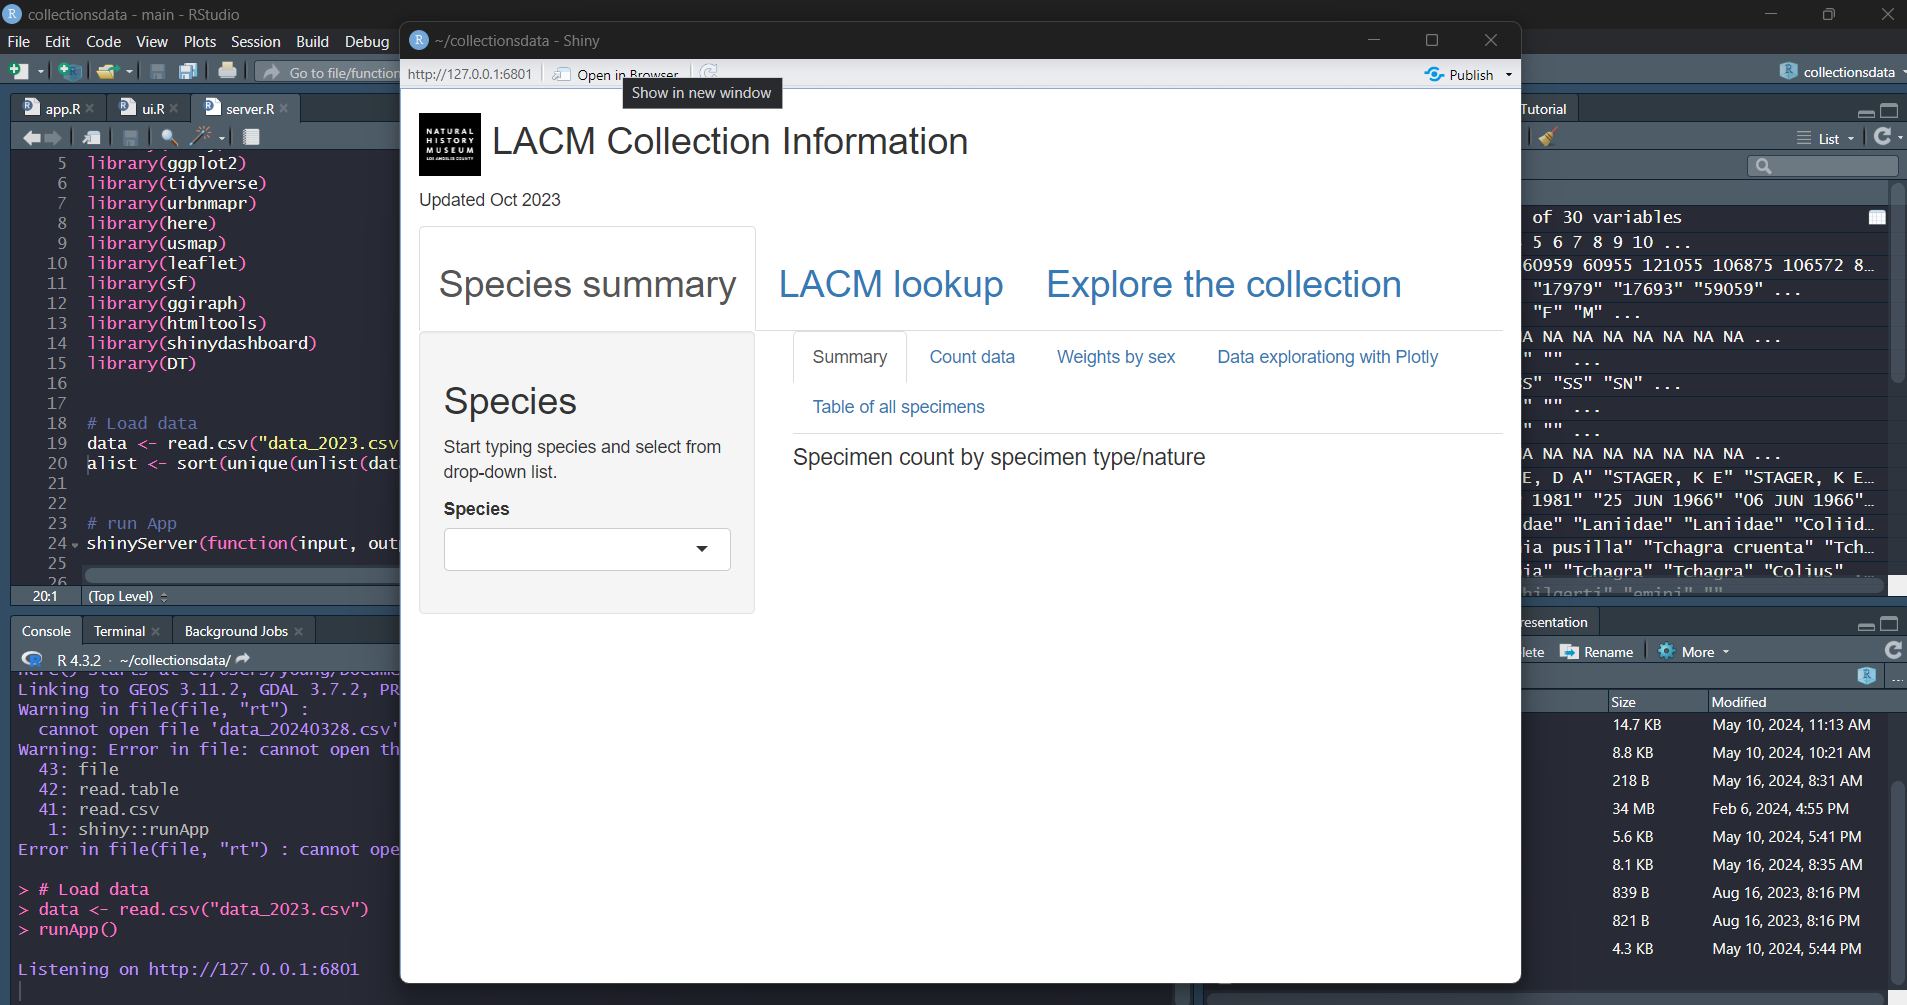 collectionsdata - main - RStudio
File Edit Code View Plots Session Build Debug
Go to file/function
collectionsdata
app.R
ui.R
server.R
5 library(ggplot2)
6 library(tidyverse)
7 library(urbnmapr)
8 library(here)
9 library(usmap)
10 library(leaflet)
11 library(sf)
12 library(ggiraph)
13 library(htmltools)
14 library(shinydashboard)
15 library(DT)
16
17
18 # Load data
19 data <- read.csv("data_2023.csv
20 alist <- sort(unique(unlist(dat
21
22
23 # run App
24 shinyServer(function(input, out
25
26
20:1 (Top Level)
Console Terminal Background Jobs
R 4.3.2 · ~/collectionsdata/
Linking to GEOS 3.11.2, GDAL 3.7.2, PR
Warning in file(file, "rt") :
cannot open file 'data_20240328.csv'
Warning: Error in file: cannot open th
43: file
42: read.table
41: read.csv
1: shiny::runApp
Error in file(file, "rt") : cannot ope
> # Load data
> data <- read.csv("data_2023.csv")
> runApp()
Listening on http://127.0.0.1:6801
~/collectionsdata - Shiny
http://127.0.0.1:6801 Open in Browser Publish
Show in new window
NATURAL
HISTORY
MUSEUM
LOS ANGELES COUNTY
LACM Collection Information
Updated Oct 2023
Species summary LACM lookup Explore the collection
Species
Start typing species and select from
drop-down list.
Species
Summary Count data Weights by sex Data explorationg with Plotly
Table of all specimens
Specimen count by specimen type/nature
Tutorial
List
of 30 variables
5 6 7 8 9 10 ...
60959 60955 121055 106875 106572 8…
"17979" "17693" "59059" ...
"F" "M" ...
A NA NA NA NA NA NA NA ...
" "" ...
S" "SS" "SN" ...
" "" ...
" "" ...
A NA NA NA NA NA NA NA ...
E, D A" "STAGER, K E" "STAGER, K E…
1981" "25 JUN 1966" "06 JUN 1966"…
dae" "Laniidae" "Laniidae" "Coliid…
ia pusilla" "Tchagra cruenta" "Tch…
ia" "Tchagra" "Tchagra" "Colius" ...
hilgerti" "emini" ""
resentation
lete Rename More
...
Size Modified
14.7 KB May 10, 2024, 11:13 AM
8.8 KB May 10, 2024, 10:21 AM
218 B May 16, 2024, 8:31 AM
34 MB Feb 6, 2024, 4:55 PM
5.6 KB May 10, 2024, 5:41 PM
8.1 KB May 16, 2024, 8:35 AM
839 B Aug 16, 2023, 8:16 PM
821 B Aug 16, 2023, 8:16 PM
4.3 KB May 10, 2024, 5:44 PM